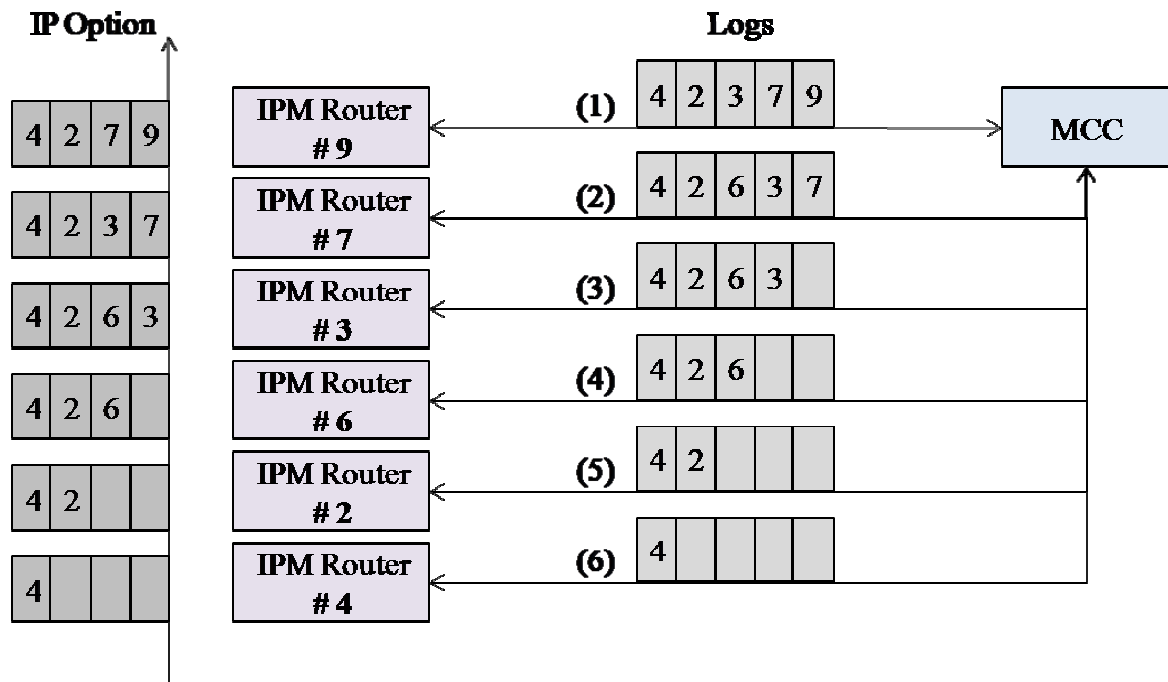 IP Option
Logs
4 2 7 9
IPM Router
# 9
(1)
4 2 3 7 9
MCC
4 2 3 7
IPM Router
# 7
(2)
4 2 6 3 7
4 2 6 3
IPM Router
# 3
(3)
4 2 6 3
4 2 6
IPM Router
# 6
(4)
4 2 6
4 2
IPM Router
# 2
(5)
4 2
4
IPM Router
# 4
(6)
4